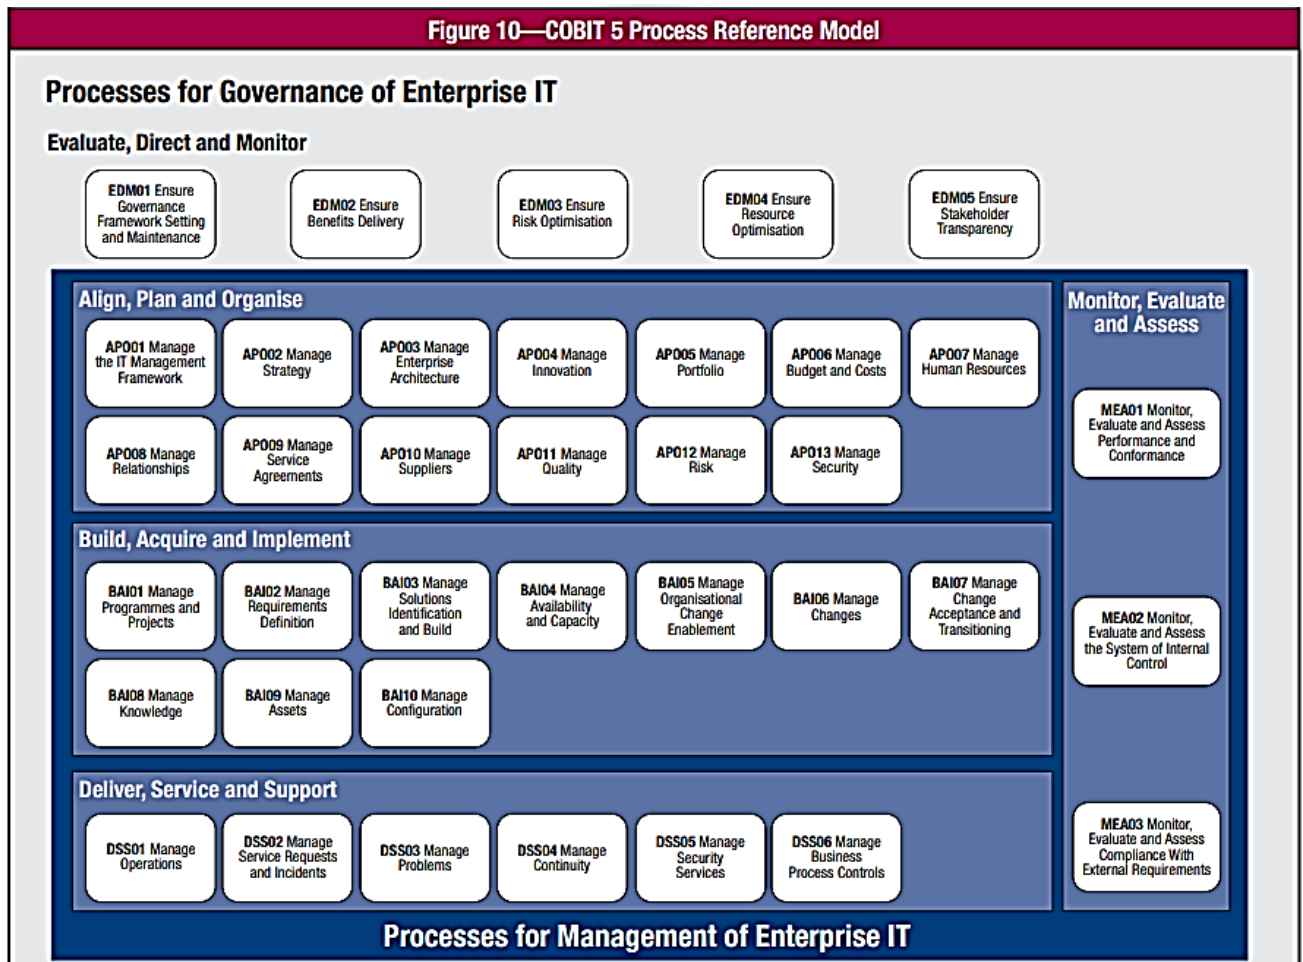 Figure 10—COBIT 5 Process Reference Model
Processes for Governance of Enterprise IT
Evaluate, Direct and Monitor
EDM01 Ensure
Governance
Framework Setting
and Maintenance
EDM02 Ensure
Benefits Delivery
EDM03 Ensure
Risk Optimisation
EDM04 Ensure
Resource
Optimisation
EDM05 Ensure
Stakeholder
Transparency
Align, Plan and Organise
APO01 Manage
the IT Management
Framework
APO02 Manage
Strategy
APO03 Manage
Enterprise
Architecture
APO04 Manage
Innovation
APO05 Manage
Portfolio
APO06 Manage
Budget and Costs
APO07 Manage
Human Resources
APO08 Manage
Relationships
APO09 Manage
Service
Agreements
APO10 Manage
Suppliers
APO11 Manage
Quality
APO12 Manage
Risk
APO13 Manage
Security
Build, Acquire and Implement
BAI01 Manage
Programmes and
Projects
BAI02 Manage
Requirements
Definition
BAI03 Manage
Solutions
Identification
and Build
BAI04 Manage
Availability
and Capacity
BAI05 Manage
Organisational
Change
Enablement
BAI06 Manage
Changes
BAI07 Manage
Change
Acceptance and
Transitioning
BAI08 Manage
Knowledge
BAI09 Manage
Assets
BAI10 Manage
Configuration
Deliver, Service and Support
DSS01 Manage
Operations
DSS02 Manage
Service Requests
and Incidents
DSS03 Manage
Problems
DSS04 Manage
Continuity
DSS05 Manage
Security
Services
DSS06 Manage
Business
Process Controls
Monitor, Evaluate
and Assess
MEA01 Monitor,
Evaluate and Assess
Performance and
Conformance
MEA02 Monitor,
Evaluate and Assess
the System of Internal
Control
MEA03 Monitor,
Evaluate and Assess
Compliance With
External Requirements
Processes for Management of Enterprise IT